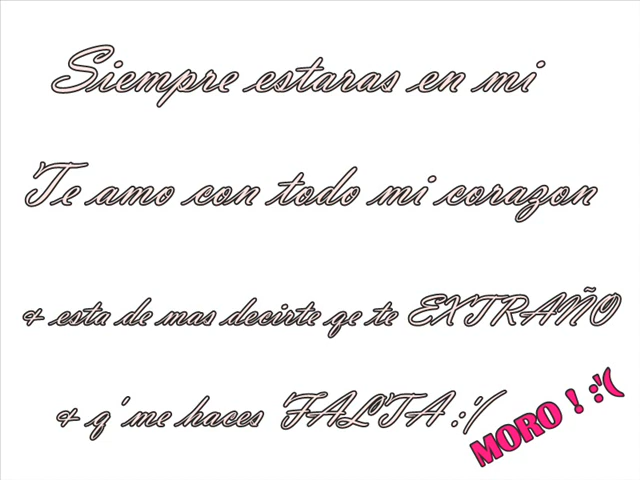 Siempre estaras en mi
Te amo con todo mi corazon
& esta de mas decirte qe te EXTRAÑO
& q' me haces FALTA :'(
MORO ! :'(